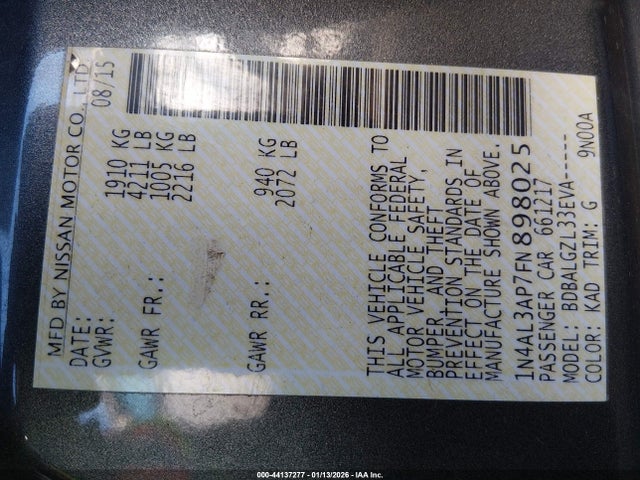 MFD BY NISSAN MOTOR CO., LTD.
DATE: 08/15
GVWR: 1910 KG
4211 LB
GAWR FR.: 1005 KG
2216 LB
GAWR RR.: 940 KG
2072 LB
THIS VEHICLE CONFORMS TO
ALL APPLICABLE FEDERAL
MOTOR VEHICLE SAFETY,
BUMPER, AND THEFT
PREVENTION STANDARDS IN
EFFECT ON THE DATE OF
MANUFACTURE SHOWN ABOVE.
1N4AL3AP7FN898025
PASSENGER CAR 661217
MODEL: BDBALGZL33EVA-----
COLOR: KAD TRIM: G 9N00A
000-44137277 - 01/13/2026 - IAA Inc.